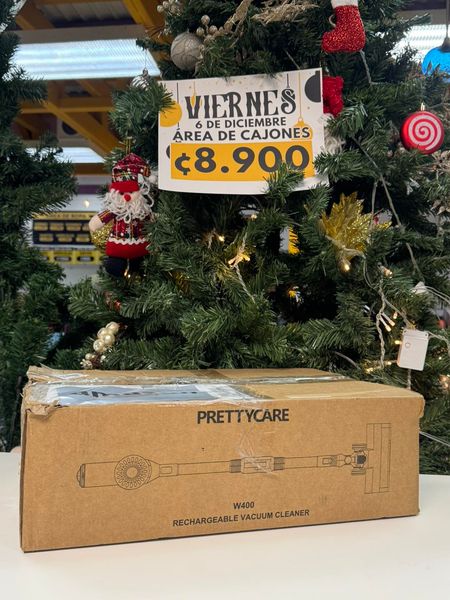 VIERNES
6 DE DICIEMBRE
ÁREA DE CAJONES
¢8.900
PRETTYCARE
W400
RECHARGEABLE VACUUM CLEANER